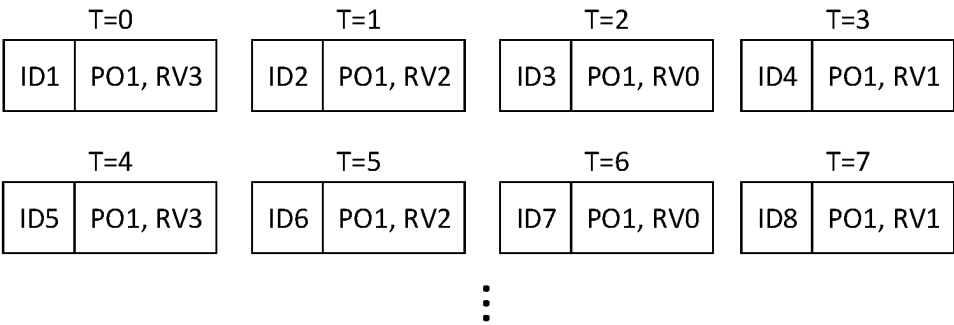 T=0 T=1 T=2 T=3
ID1 PO1, RV3 ID2 PO1, RV2 ID3 PO1, RV0 ID4 PO1, RV1
T=4 T=5 T=6 T=7
ID5 PO1, RV3 ID6 PO1, RV2 ID7 PO1, RV0 ID8 PO1, RV1
⋮